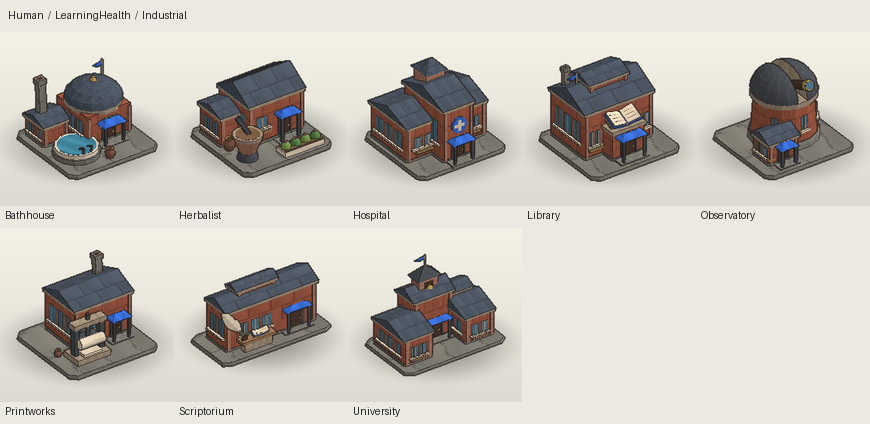 Human / LearningHealth / Industrial
Bathhouse
Herbalist
Hospital
Library
Observatory
Printworks
Scriptorium
University